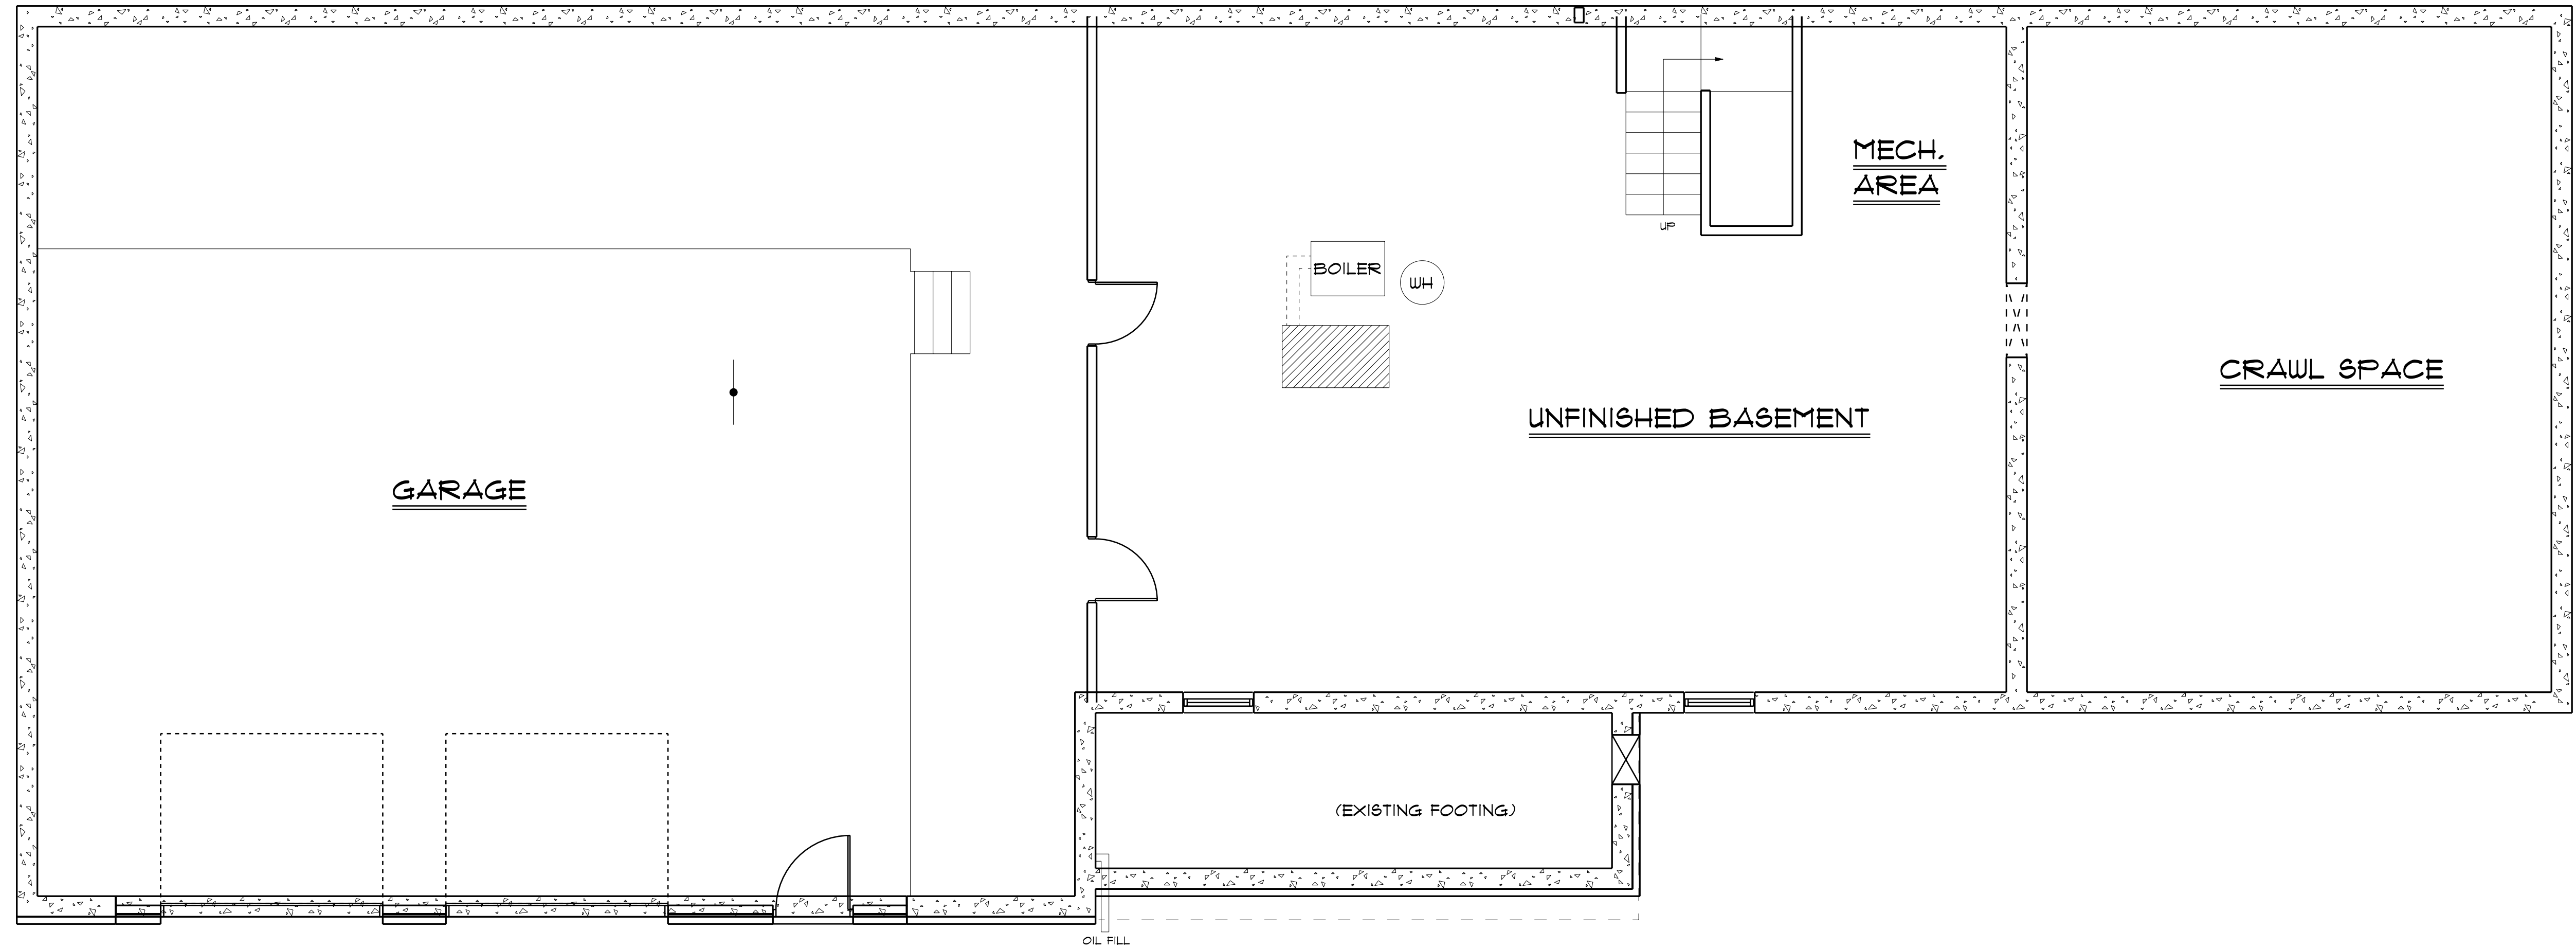 MECH.
AREA
UP
BOILER
WH
CRAWL SPACE
UNFINISHED BASEMENT
GARAGE
(EXISTING FOOTING)
OIL FILL